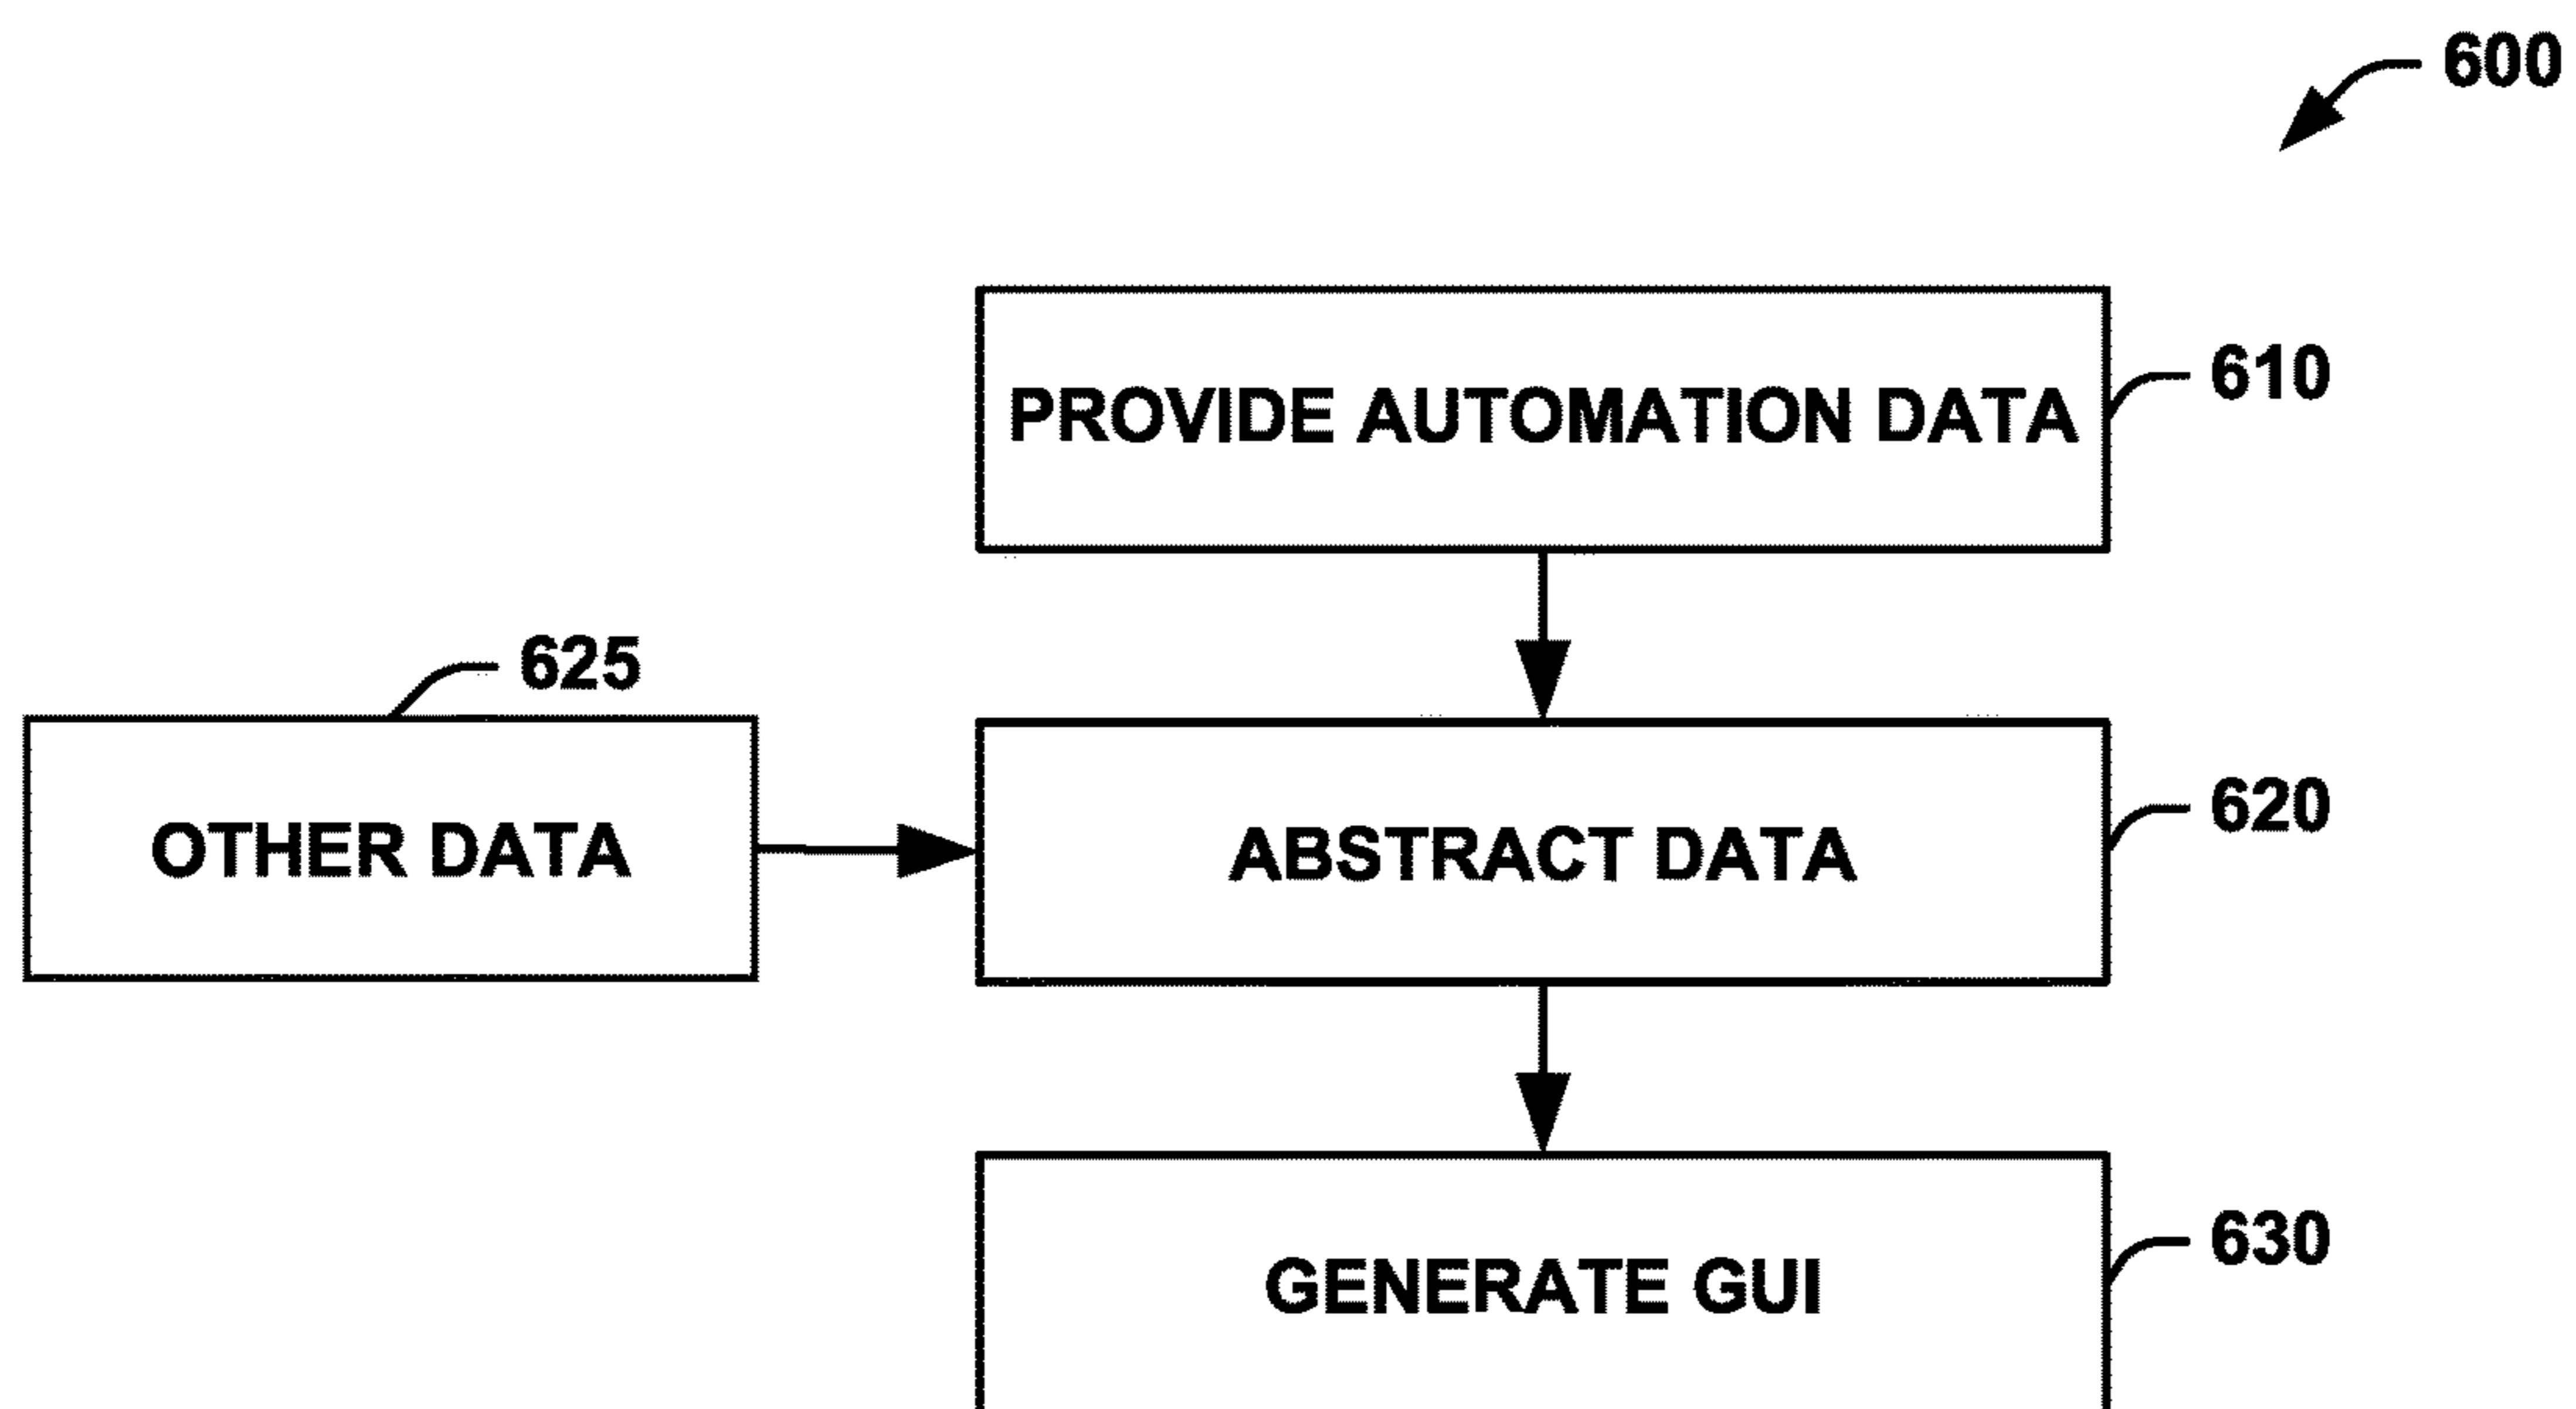 600
PROVIDE AUTOMATION DATA
610
625
OTHER DATA
ABSTRACT DATA
620
GENERATE GUI
630